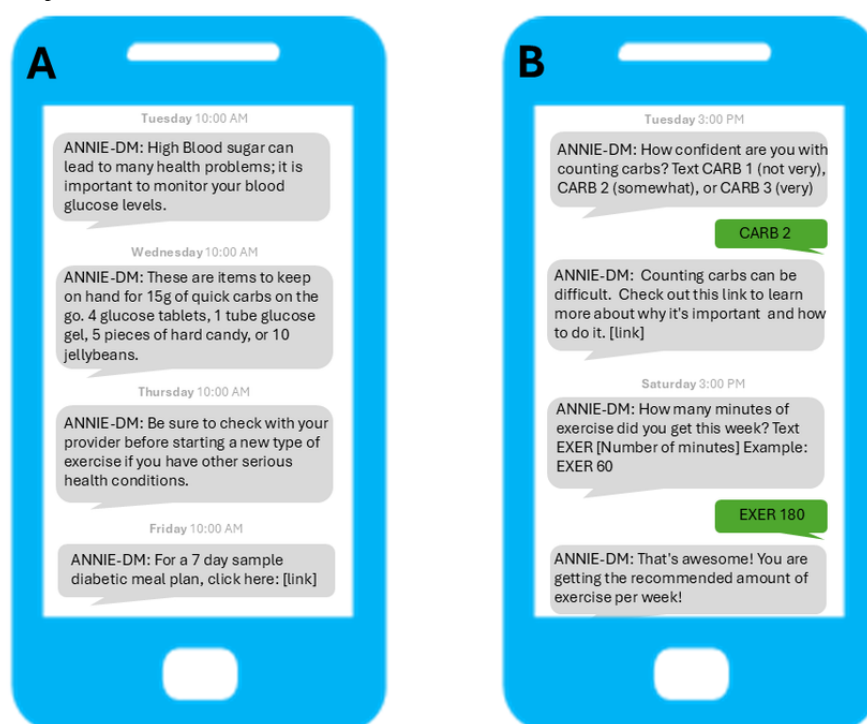 A
Tuesday 10:00 AM
ANNIE-DM: High Blood sugar can
lead to many health problems; it is
important to monitor your blood
glucose levels.
Wednesday 10:00 AM
ANNIE-DM: These are items to keep
on hand for 15g of quick carbs on the
go. 4 glucose tablets, 1 tube glucose
gel, 5 pieces of hard candy, or 10
jellybeans.
Thursday 10:00 AM
ANNIE-DM: Be sure to check with your
provider before starting a new type of
exercise if you have other serious
health conditions.
Friday 10:00 AM
ANNIE-DM: For a 7 day sample
diabetic meal plan, click here: [link]
B
Tuesday 3:00 PM
ANNIE-DM: How confident are you with
counting carbs? Text CARB 1 (not very),
CARB 2 (somewhat), or CARB 3 (very)
CARB 2
ANNIE-DM: Counting carbs can be
difficult. Check out this link to learn
more about why it's important and how
to do it. [link]
Saturday 3:00 PM
ANNIE-DM: How many minutes of
exercise did you get this week? Text
EXER [Number of minutes] Example:
EXER 60
EXER 180
ANNIE-DM: That's awesome! You are
getting the recommended amount of
exercise per week!